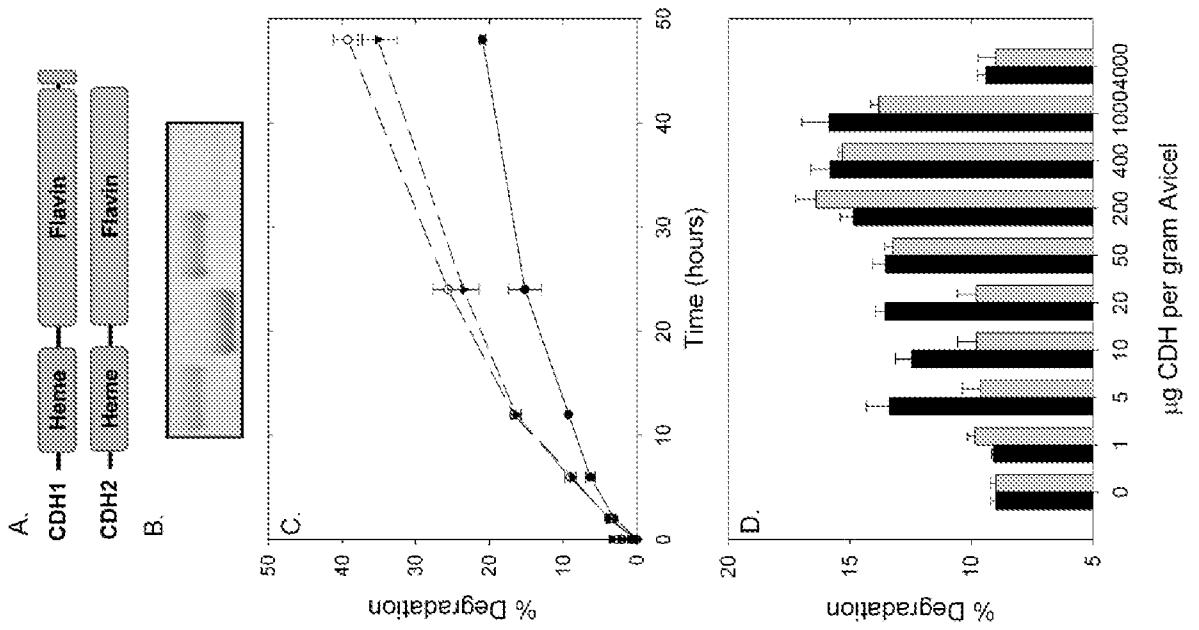 A.
CDH1 Heme Flavin
CDH2 Heme Flavin
B.
C.
50
40
30
20
10
0
% Degradation
0 10 20 30 40 50
Time (hours)
D.
20
15
10
5
% Degradation
0 1 5 10 20 50 200 400 1000 4000
µg CDH per gram Avicel